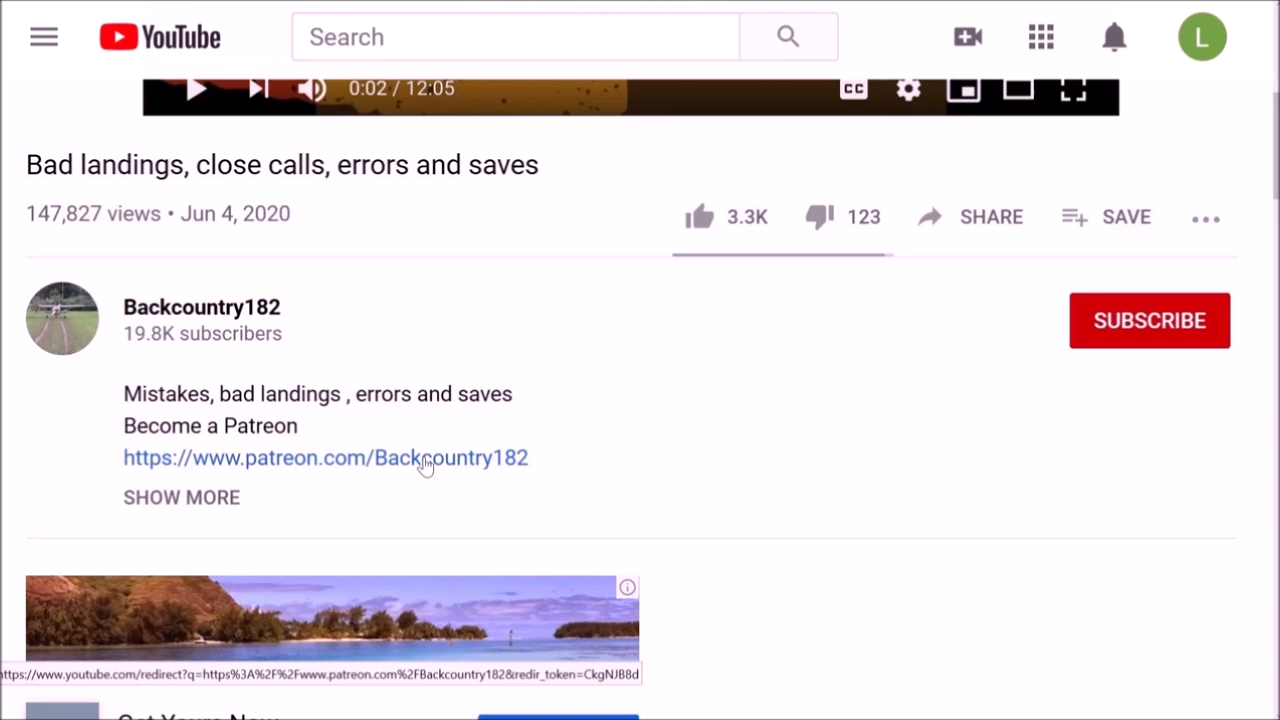 YouTube
Search
L
0:02 / 12:05
CC
Bad landings, close calls, errors and saves
147,827 views • Jun 4, 2020
3.3K
123
SHARE
SAVE
Backcountry182
19.8K subscribers
SUBSCRIBE
Mistakes, bad landings , errors and saves
Become a Patreon
https://www.patreon.com/Backcountry182
SHOW MORE
https://www.youtube.com/redirect?q=https%3A%2F%2Fwww.patreon.com%2FBackcountry182&redir_token=CkgNJB8d
Get Yours Now